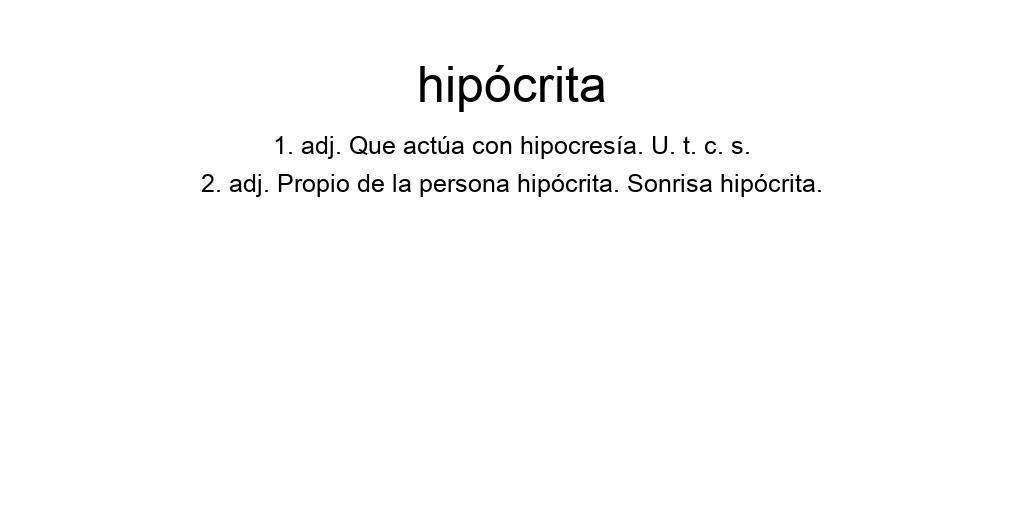 hipócrita
1. adj. Que actúa con hipocresía. U. t. c. s.
2. adj. Propio de la persona hipócrita. Sonrisa hipócrita.